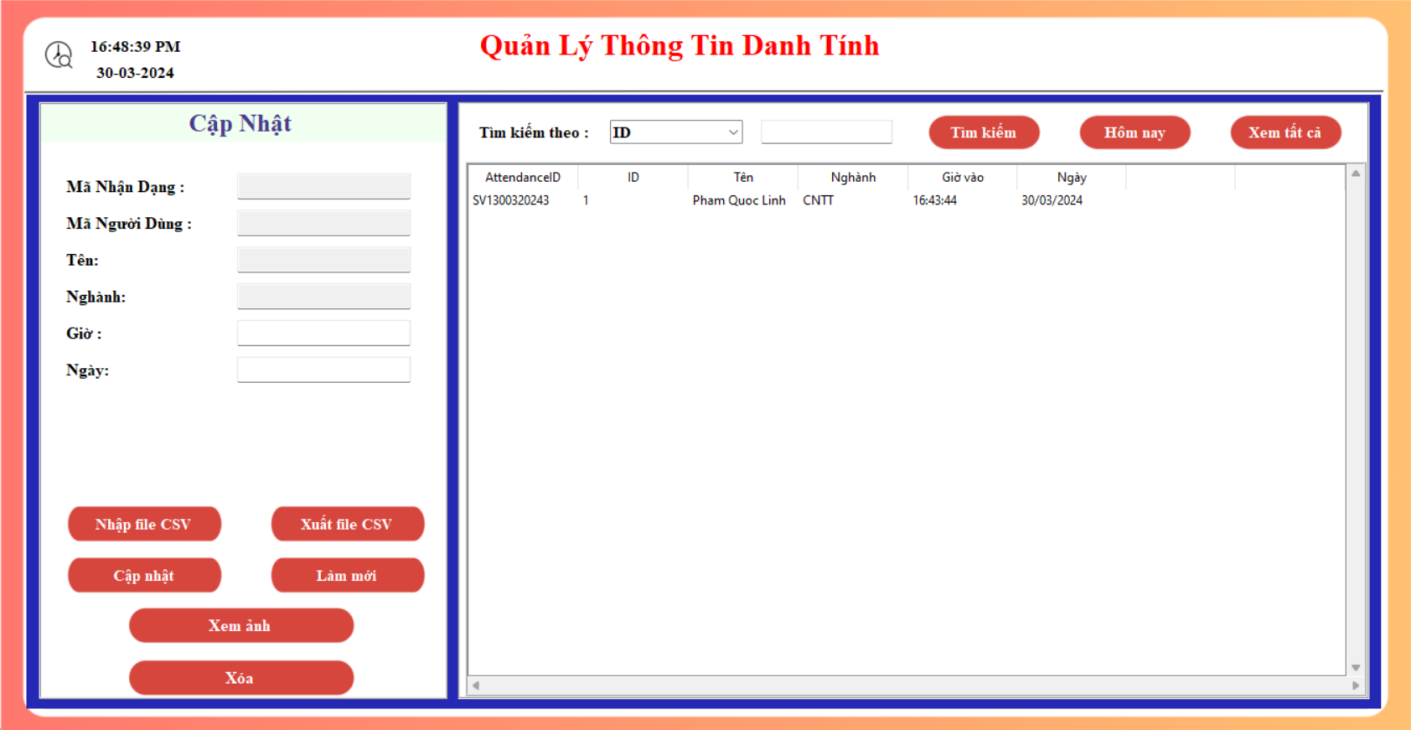 16:48:39 PM
30-03-2024
Quản Lý Thông Tin Danh Tính
Cập Nhật
Mã Nhận Dạng :
Mã Người Dùng :
Tên:
Nghành:
Giờ :
Ngày:
Nhập file CSV Xuất file CSV
Cập nhật Làm mới
Xem ảnh
Xóa
Tìm kiếm theo : ID Tìm kiếm Hôm nay Xem tất cả
AttendanceID ID Tên Nghành Giờ vào Ngày
SV1300320243 1 Pham Quoc Linh CNTT 16:43:44 30/03/2024